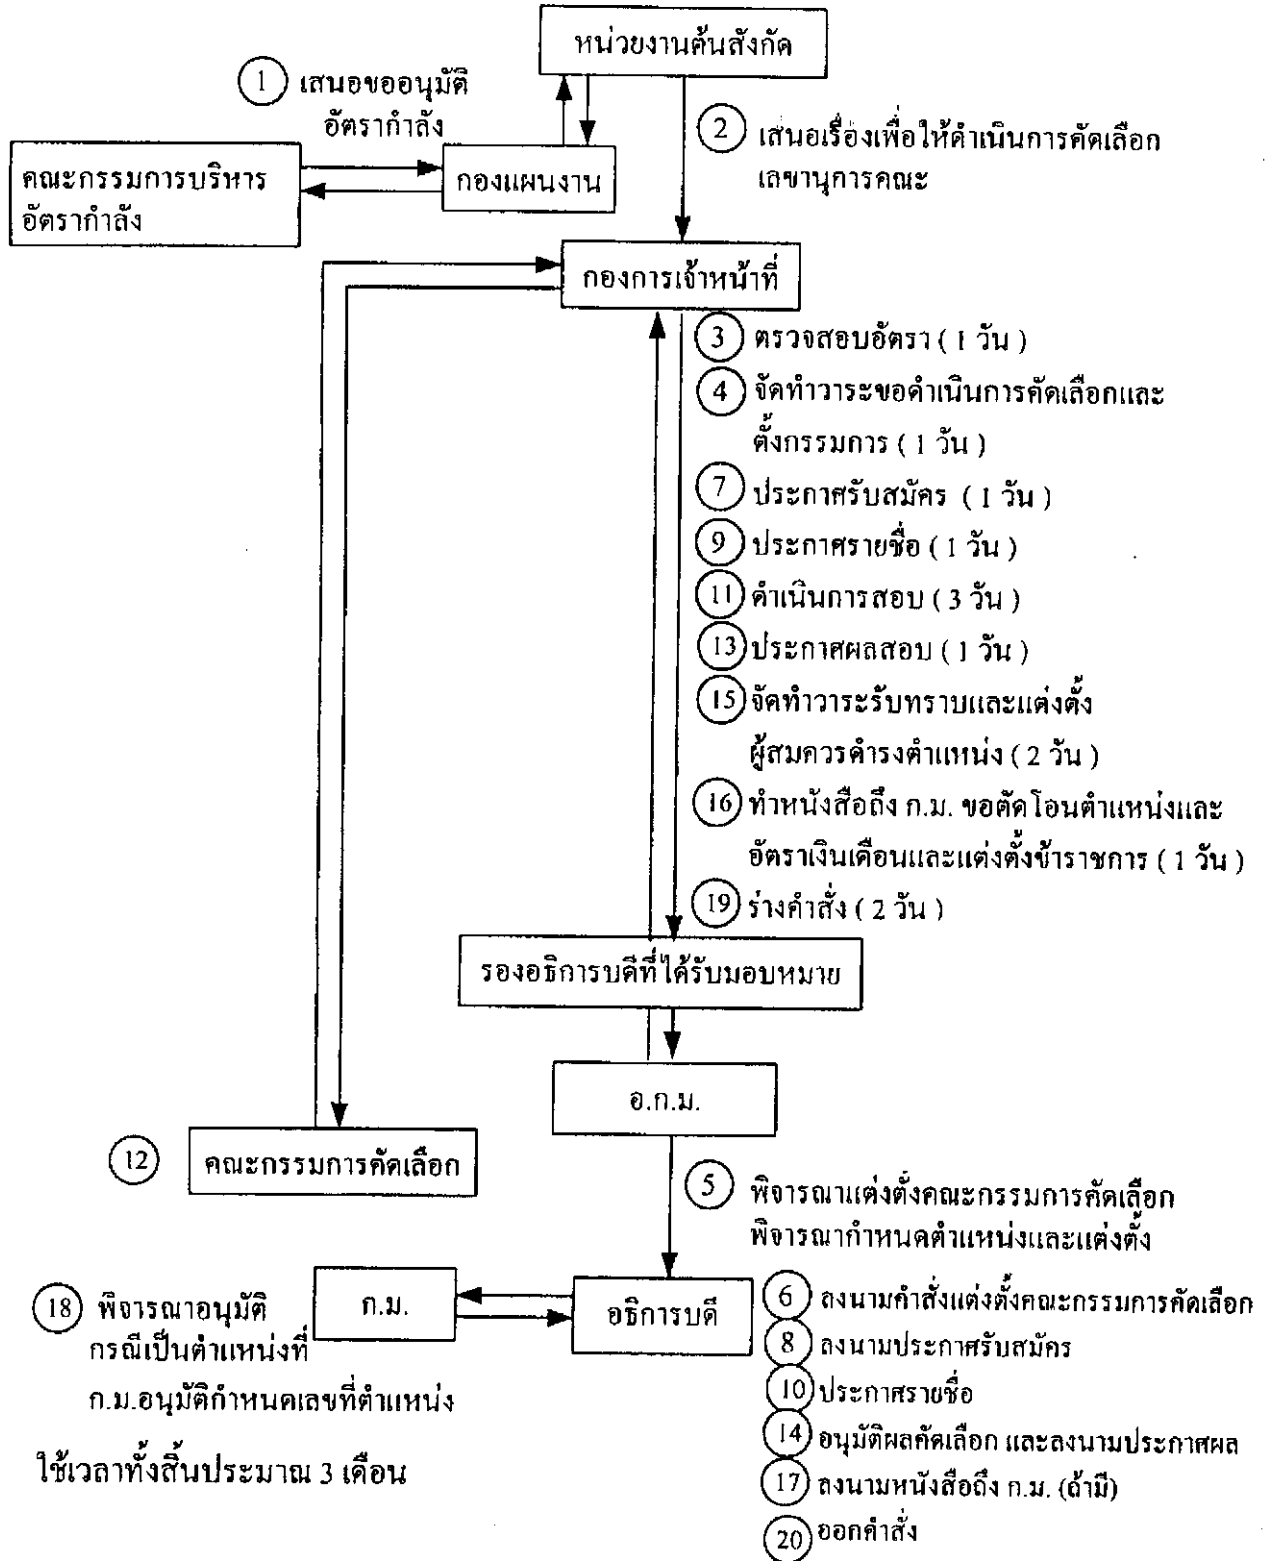 หน่วยงานต้นสังกัด
1 เสนอขออนุมัติ
อัตรากำลัง
2 เสนอเรื่องเพื่อให้ดำเนินการคัดเลือก
เลขานุการคณะ
คณะกรรมการบริหาร
อัตรากำลัง
กองแผนงาน
กองการเจ้าหน้าที่
3 ตรวจสอบอัตรา ( 1 วัน )
4 จัดทำวาระขอดำเนินการคัดเลือกและ
ตั้งกรรมการ ( 1 วัน )
7 ประกาศรับสมัคร ( 1 วัน )
9 ประกาศรายชื่อ ( 1 วัน )
11 ดำเนินการสอบ ( 3 วัน )
13 ประกาศผลสอบ ( 1 วัน )
15 จัดทำวาระรับทราบและแต่งตั้ง
ผู้สมควรดำรงตำแหน่ง ( 2 วัน )
16 ทำหนังสือถึง ก.ม. ขอตัดโอนตำแหน่งและ
อัตราเงินเดือนและแต่งตั้งข้าราชการ ( 1 วัน )
19 ร่างคำสั่ง ( 2 วัน )
รองอธิการบดีที่ได้รับมอบหมาย
อ.ก.ม.
12 คณะกรรมการคัดเลือก
5 พิจารณาแต่งตั้งคณะกรรมการคัดเลือก
พิจารณากำหนดตำแหน่งและแต่งตั้ง
18 พิจารณาอนุมัติ
กรณีเป็นตำแหน่งที่
ก.ม.อนุมัติกำหนดเลขที่ตำแหน่ง
ก.ม.
อธิการบดี
6 ลงนามคำสั่งแต่งตั้งคณะกรรมการคัดเลือก
8 ลงนามประกาศรับสมัคร
10 ประกาศรายชื่อ
14 อนุมัติผลคัดเลือก และลงนามประกาศผล
17 ลงนามหนังสือถึง ก.ม. (ถ้ามี)
20 ออกคำสั่ง
ใช้เวลาทั้งสิ้นประมาณ 3 เดือน